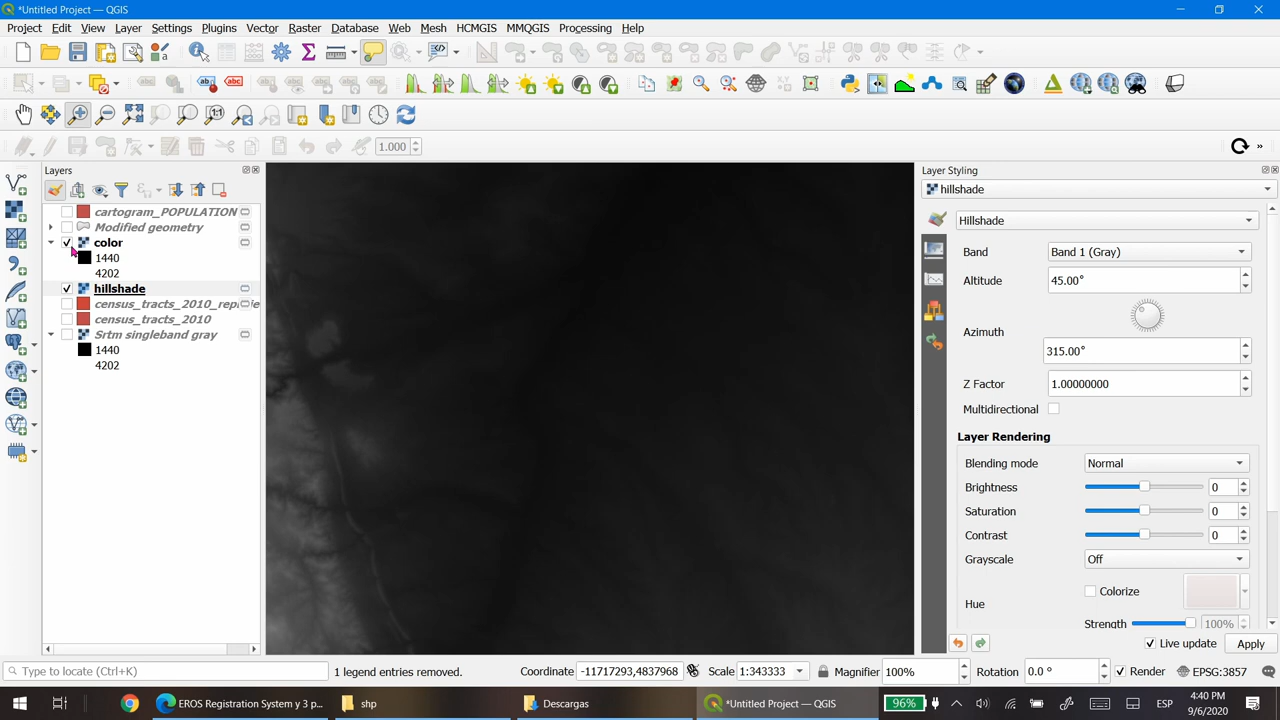 *Untitled Project — QGIS
Project Edit View Layer Settings Plugins Vector Raster Database Web Mesh HCMGIS MMQGIS Processing Help
abc abc
1.000 »
Layers
cartogram_POPULATION
Modified geometry
color
1440
4202
hillshade
census_tracts_2010_repr
census_tracts_2010
Srtm singleband gray
1440
4202
Layer Styling
hillshade
Hillshade
Band Band 1 (Gray)
Altitude 45.00°
Azimuth
315.00°
Z Factor 1.00000000
Multidirectional
Layer Rendering
Blending mode Normal
Brightness 0
Saturation 0
Contrast 0
Grayscale Off
Colorize
Hue
Strength 100%
Live update Apply
Type to locate (Ctrl+K) 1 legend entries removed. Coordinate -11717293,4837968 Scale 1:343333 Magnifier 100% Rotation 0.0 ° Render EPSG:3857
EROS Registration System y 3 p... shp Descargas *Untitled Project — QGIS 96% ESP 4:40 PM
9/6/2020